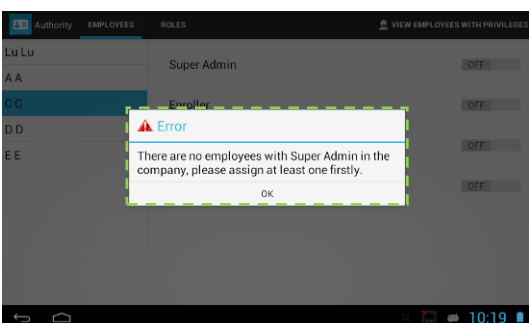 Authority EMPLOYEES ROLES VIEW EMPLOYEES WITH PRIVILEGES
Lu Lu
Super Admin OFF
A A
C C
Enroller OFF
D D
OFF
E E
OFF
Error
There are no employees with Super Admin in the
company, please assign at least one firstly.
OK
10:19